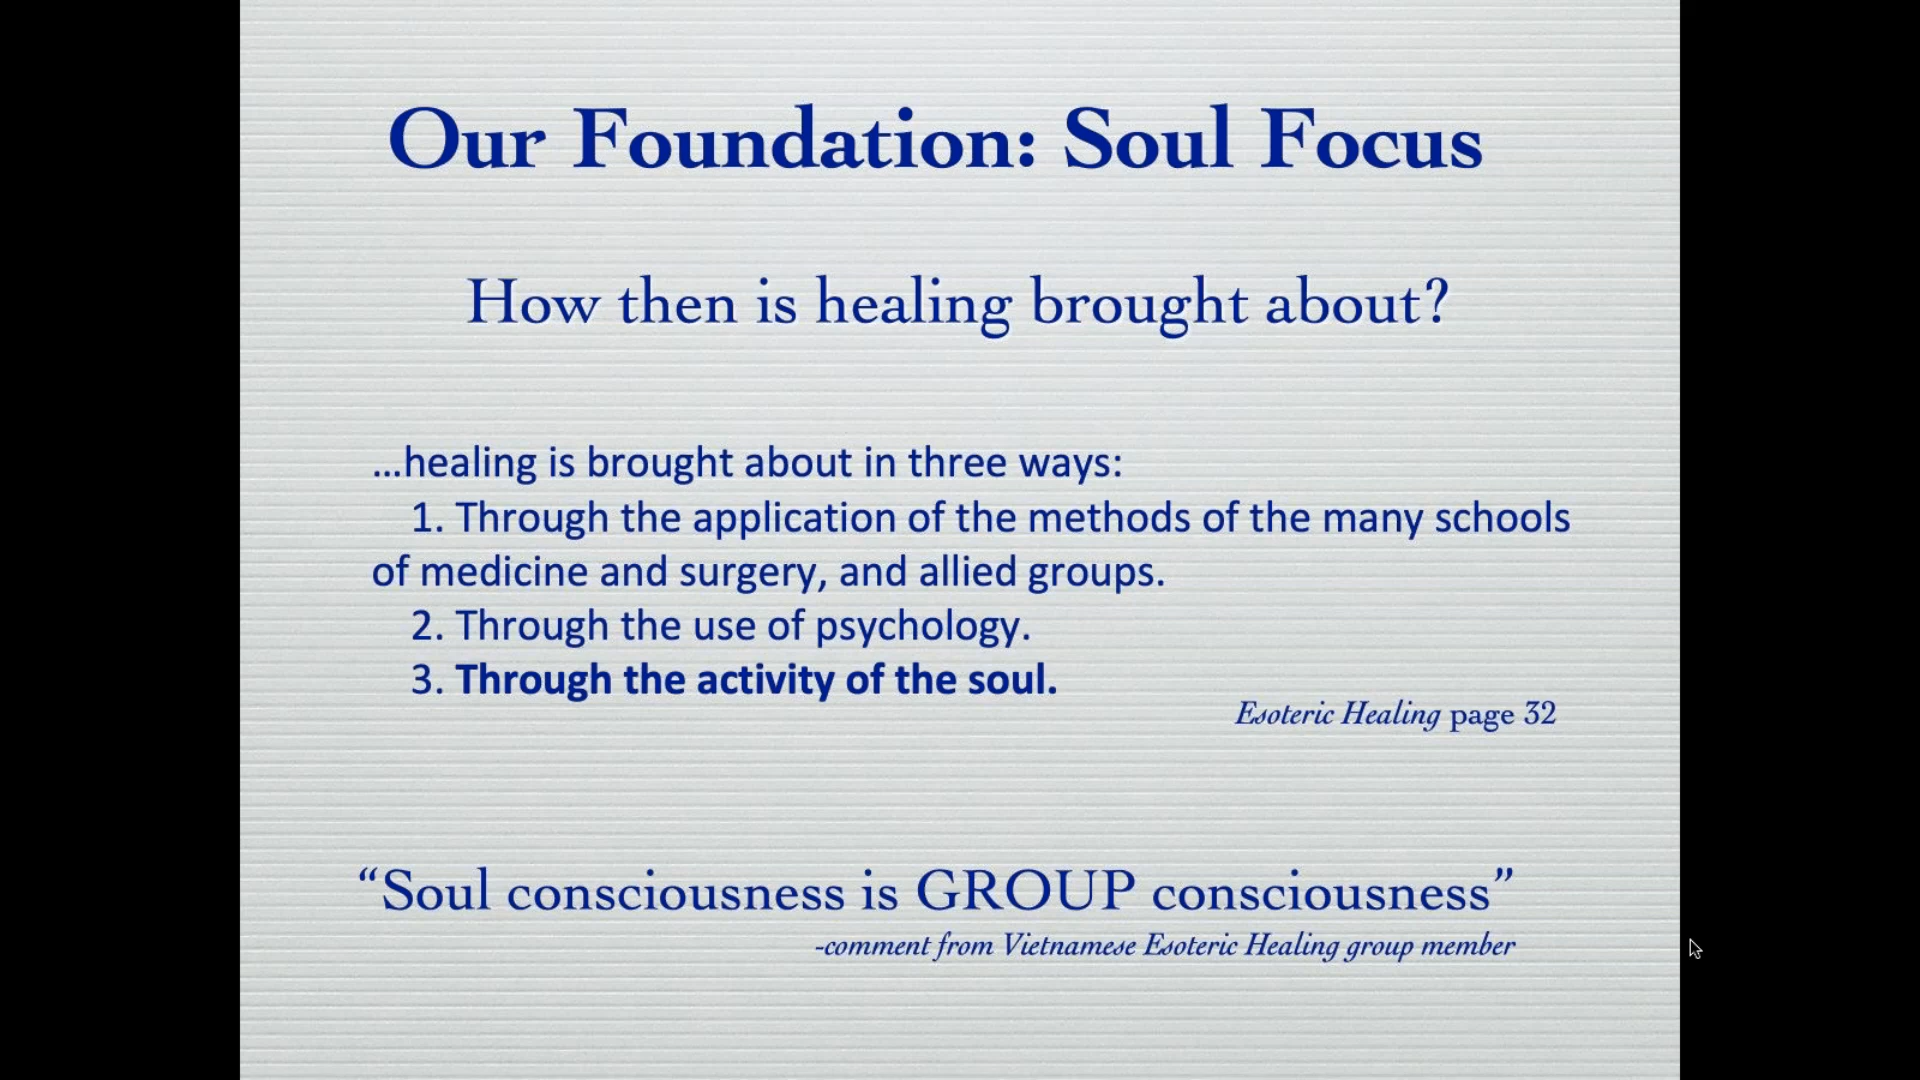 Our Foundation: Soul Focus
How then is healing brought about?
...healing is brought about in three ways:
1. Through the application of the methods of the many schools
of medicine and surgery, and allied groups.
2. Through the use of psychology.
3. Through the activity of the soul.
Esoteric Healing page 32
“Soul consciousness is GROUP consciousness”
-comment from Vietnamese Esoteric Healing group member